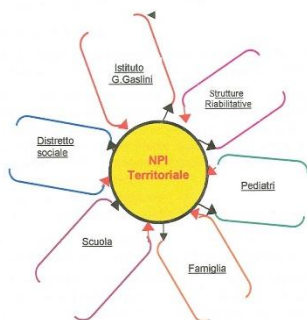 Istituto
G.Gaslini
Strutture
Riabilitative
Distretto
sociale
NPI
Territoriale
Pediatri
Scuola
Famiglia